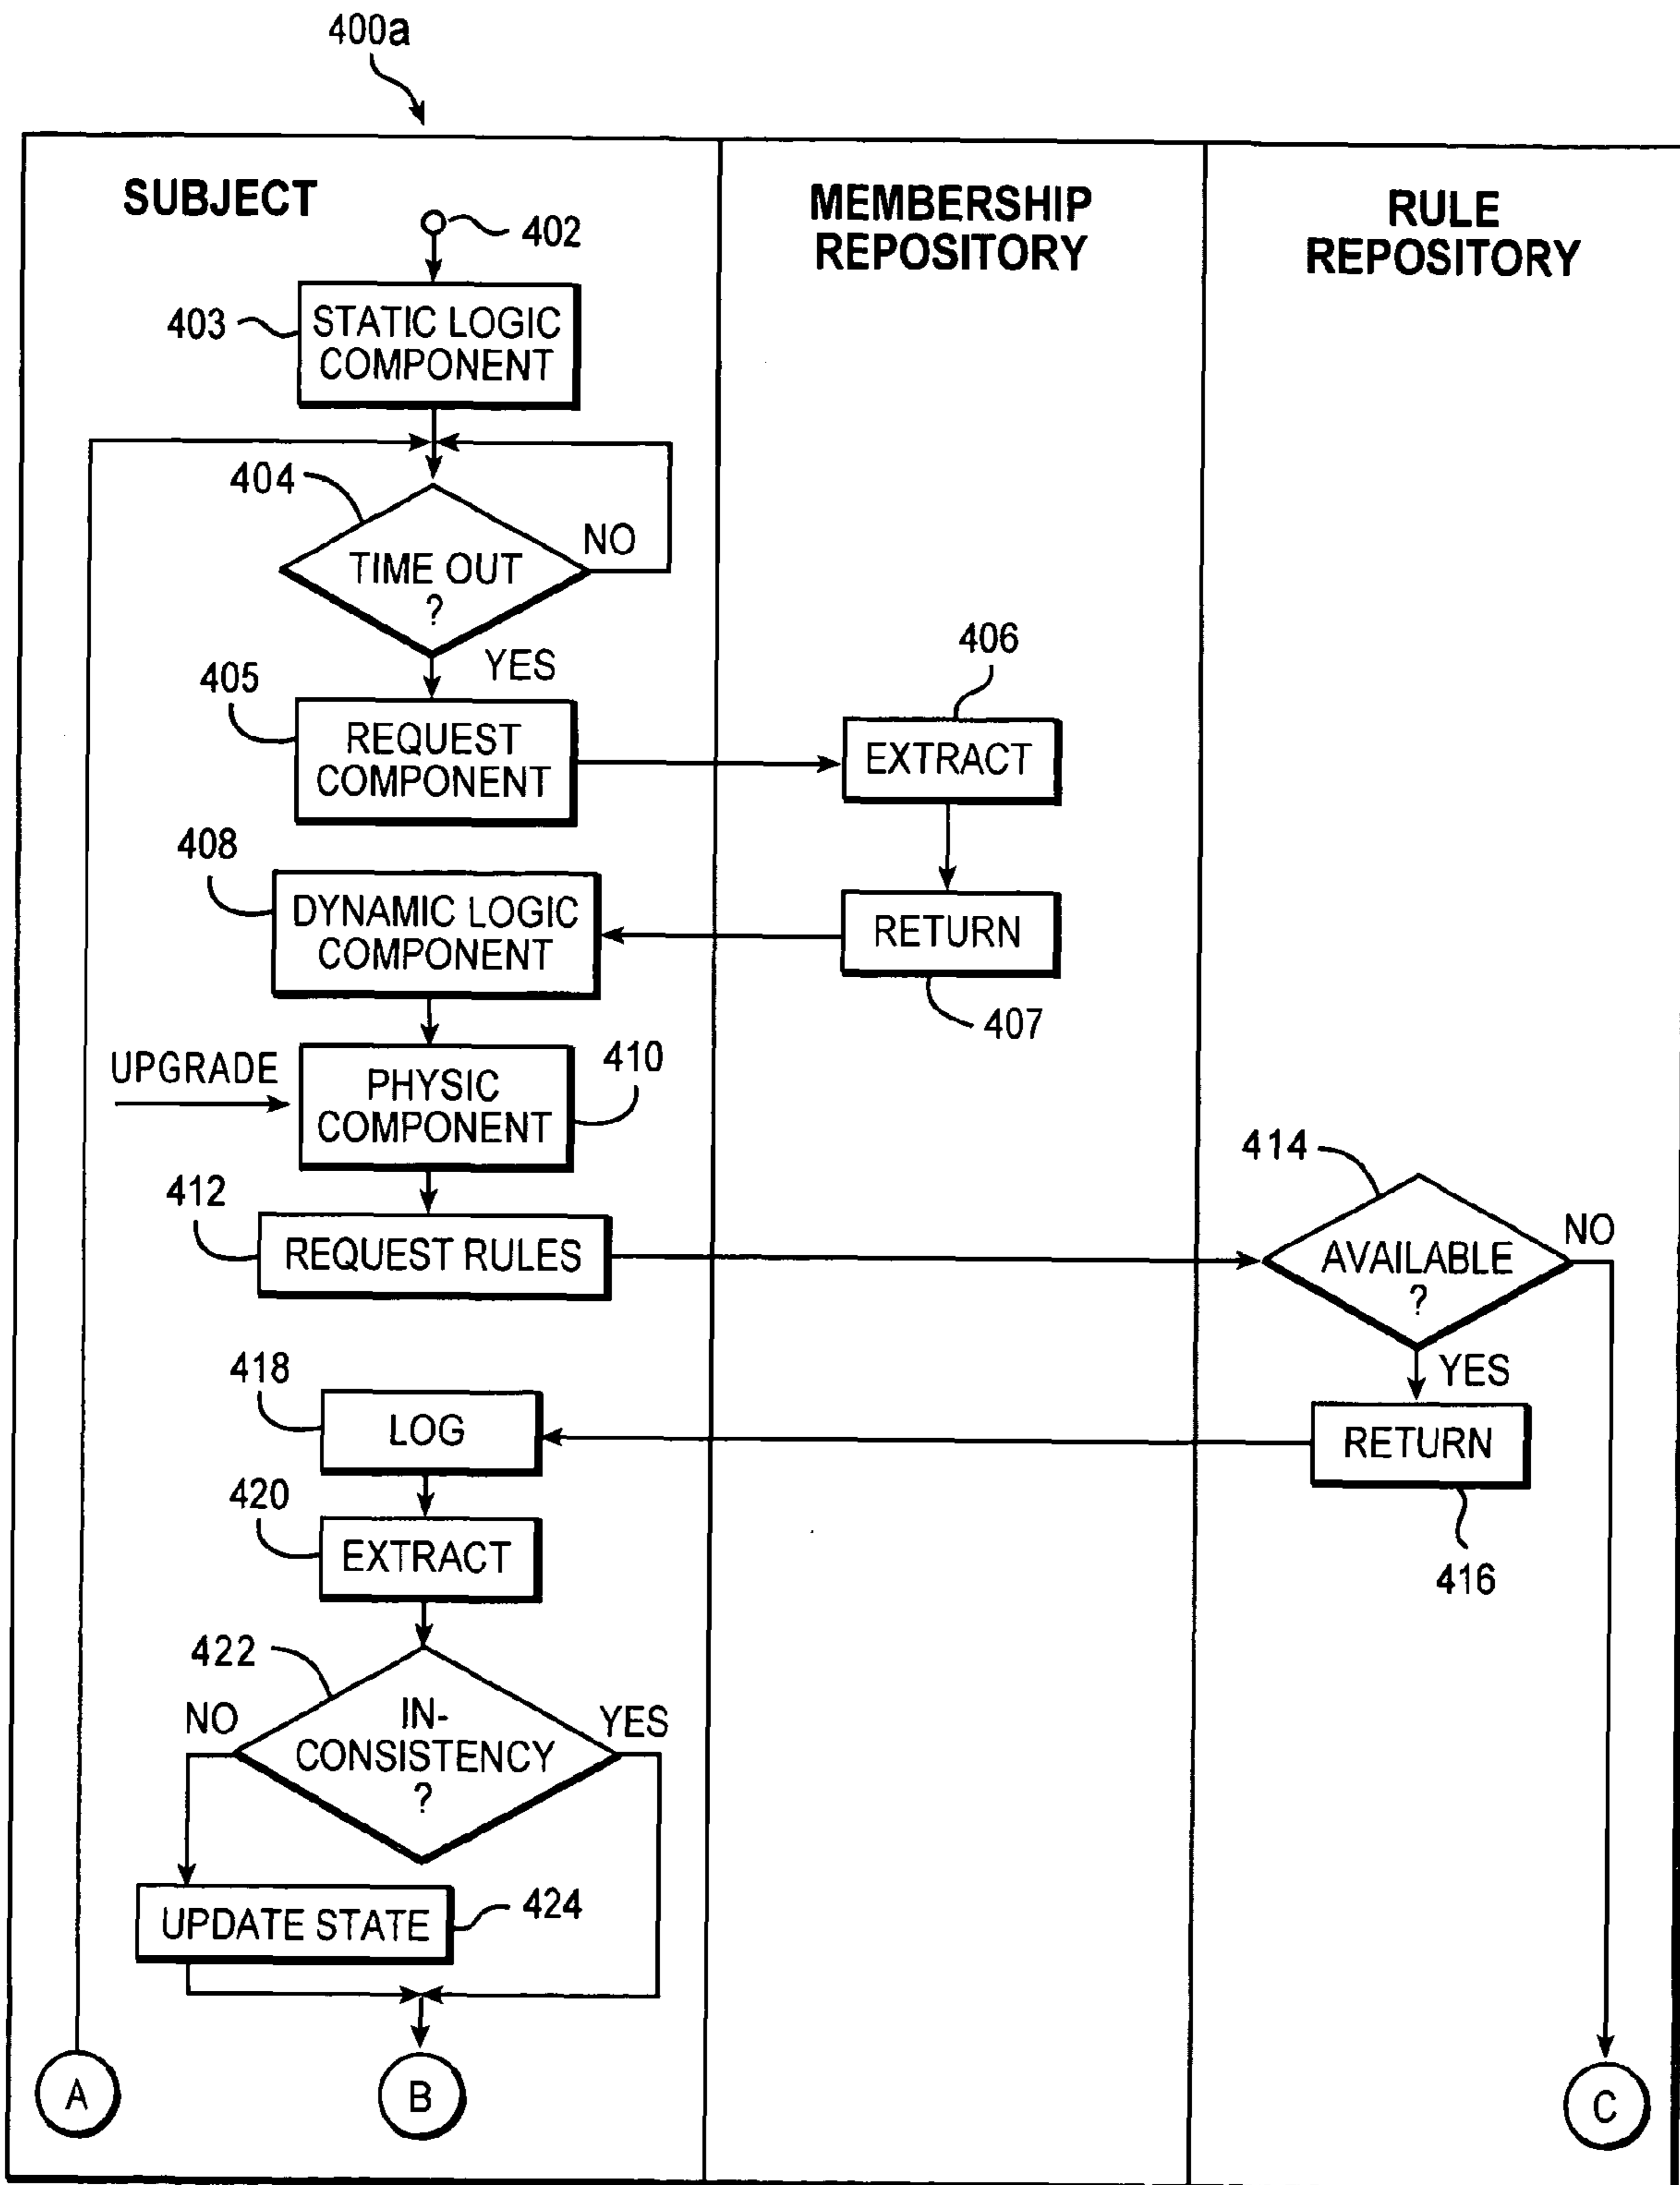 400a
SUBJECT
MEMBERSHIP
REPOSITORY
RULE
REPOSITORY
402
403
STATIC LOGIC
COMPONENT
404
TIME OUT
?
NO
YES
405
REQUEST
COMPONENT
406
EXTRACT
408
DYNAMIC LOGIC
COMPONENT
RETURN
407
UPGRADE
PHYSIC
COMPONENT
410
412
REQUEST RULES
414
AVAILABLE
?
NO
YES
418
LOG
RETURN
416
420
EXTRACT
422
NO
IN-
CONSISTENCY
?
YES
UPDATE STATE
424
A
B
C